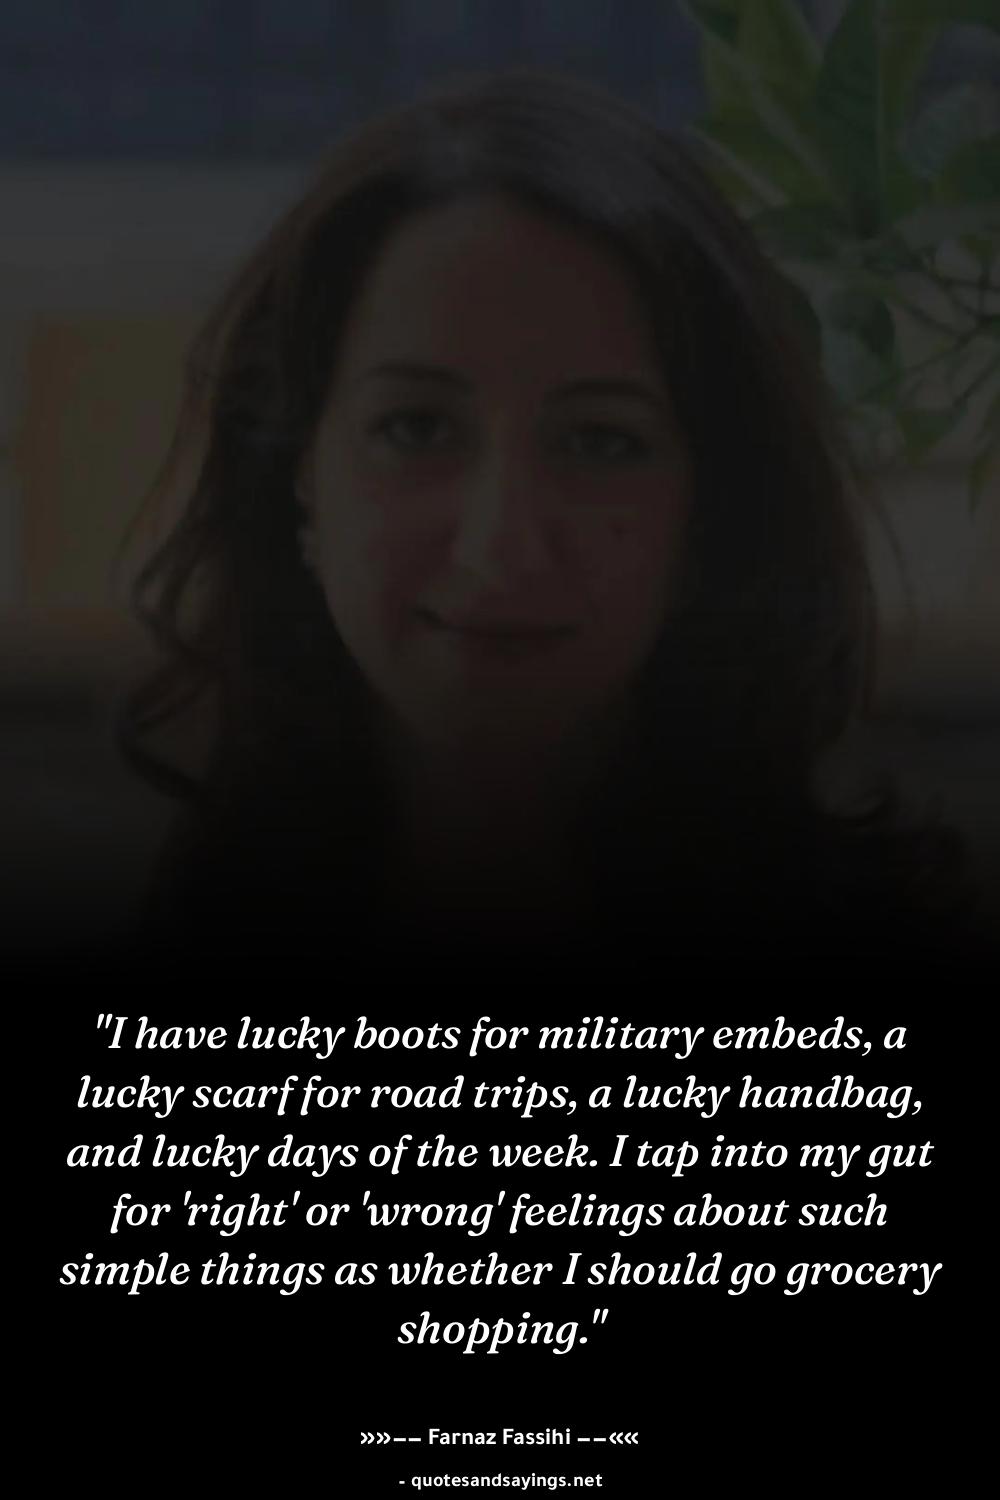 "I have lucky boots for military embeds, a
lucky scarf for road trips, a lucky handbag,
and lucky days of the week. I tap into my gut
for 'right' or 'wrong' feelings about such
simple things as whether I should go grocery
shopping."
»»–– Farnaz Fassihi ––««
- quotesandsayings.net